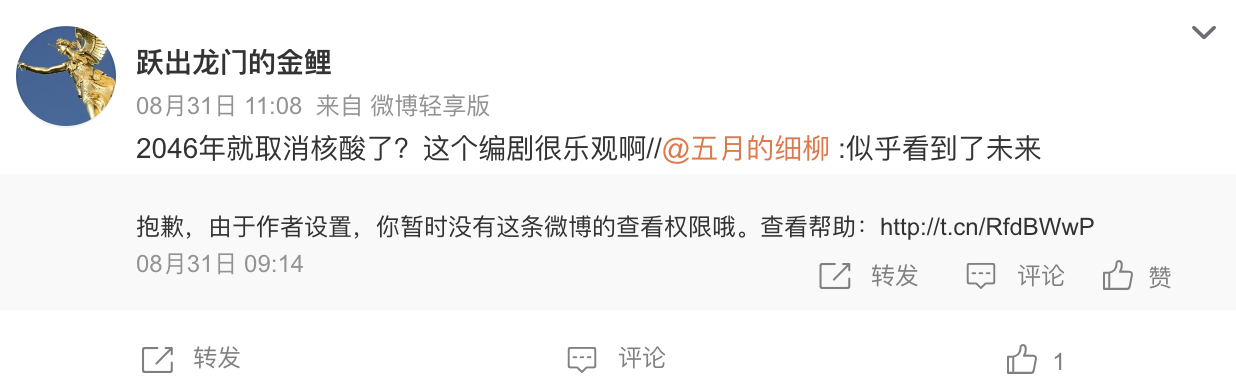 跃出龙门的金鲤
08月31日 11:08 来自 微博轻享版
2046年就取消核酸了？这个编剧很乐观啊//@五月的细柳 :似乎看到了未来
抱歉，由于作者设置，你暂时没有这条微博的查看权限哦。查看帮助：http://t.cn/RfdBWwP
08月31日 09:14
转发 评论 赞
转发 评论 1